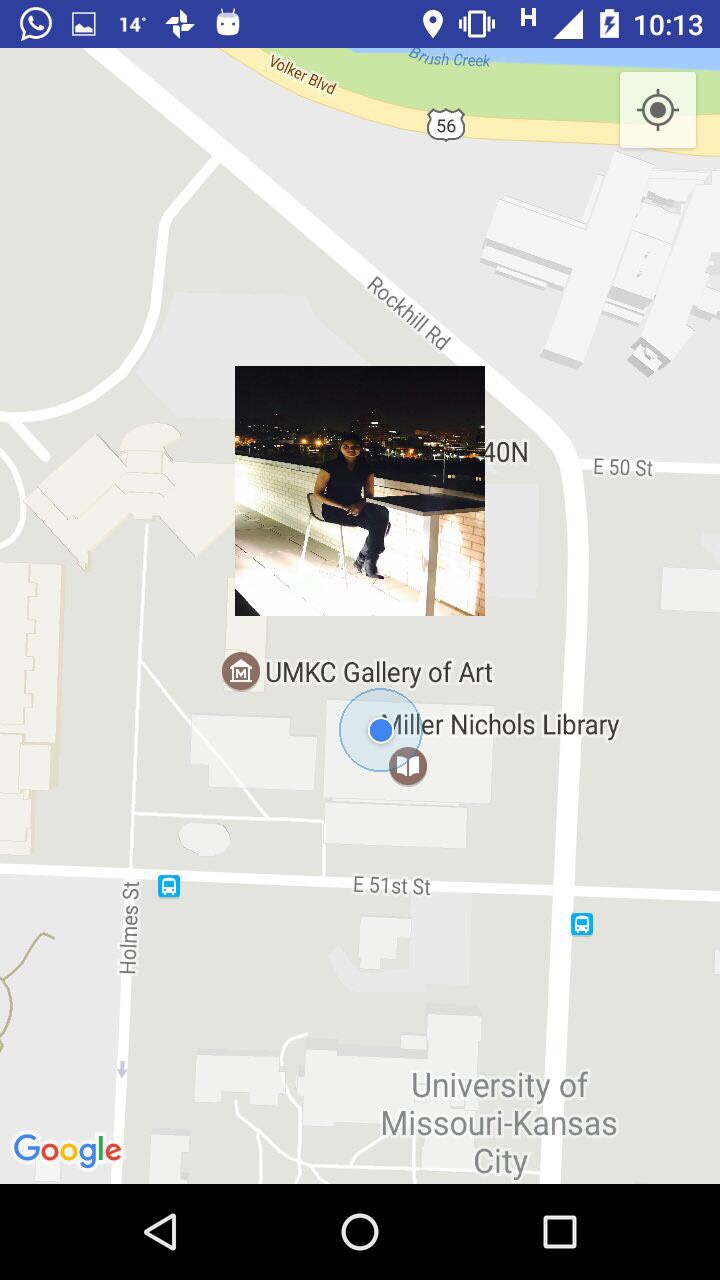 14°
H
10:13
Brush Creek
Volker Blvd
56
Rockhill Rd
40N
E 50 St
UMKC Gallery of Art
Miller Nichols Library
E 51st St
Holmes St
University of
Missouri-Kansas
City
Google